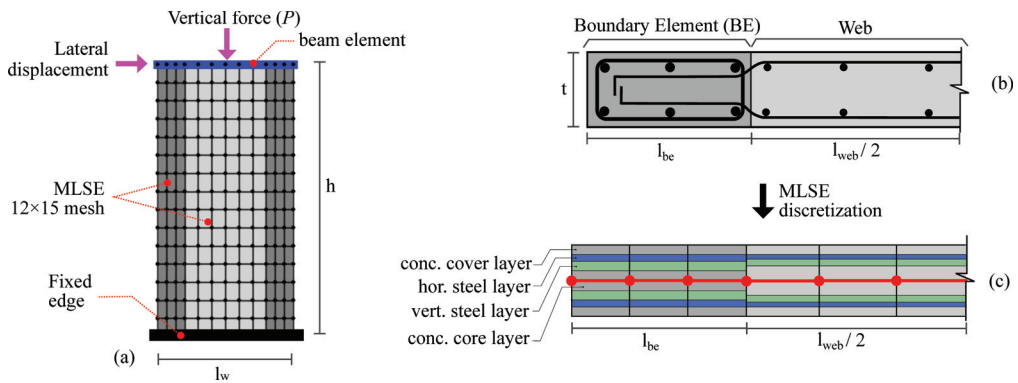 Vertical force (P)
beam element
Lateral
displacement
MLSE
12×15 mesh
h
Fixed
edge
(a)
l_w
Boundary Element (BE)
Web
t
(b)
l_be
l_web / 2
MLSE
discretization
conc. cover layer
hor. steel layer
vert. steel layer
conc. core layer
(c)
l_be
l_web / 2